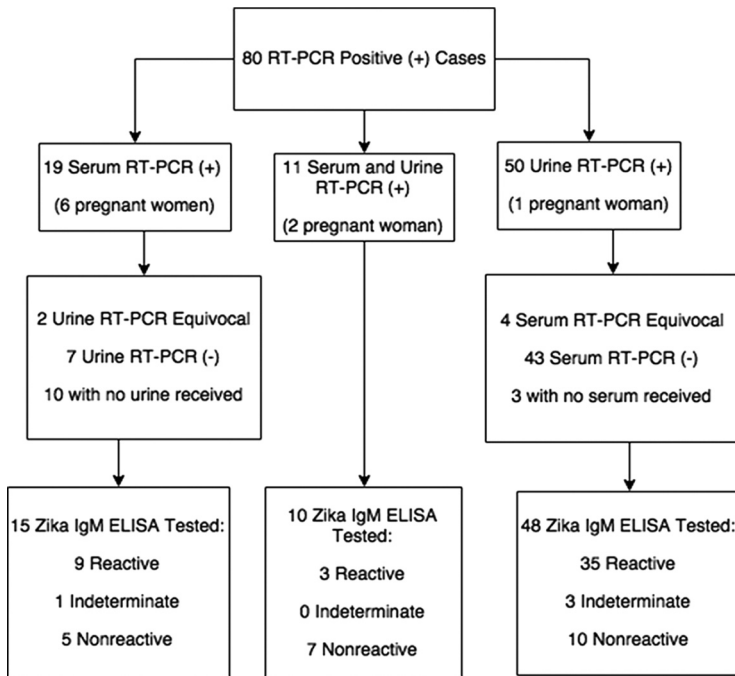 80 RT-PCR Positive (+) Cases
19 Serum RT-PCR (+)
(6 pregnant women)
11 Serum and Urine
RT-PCR (+)
(2 pregnant woman)
50 Urine RT-PCR (+)
(1 pregnant woman)
2 Urine RT-PCR Equivocal
7 Urine RT-PCR (-)
10 with no urine received
4 Serum RT-PCR Equivocal
43 Serum RT-PCR (-)
3 with no serum received
15 Zika IgM ELISA Tested:
9 Reactive
1 Indeterminate
5 Nonreactive
10 Zika IgM ELISA
Tested:
3 Reactive
0 Indeterminate
7 Nonreactive
48 Zika IgM ELISA Tested:
35 Reactive
3 Indeterminate
10 Nonreactive